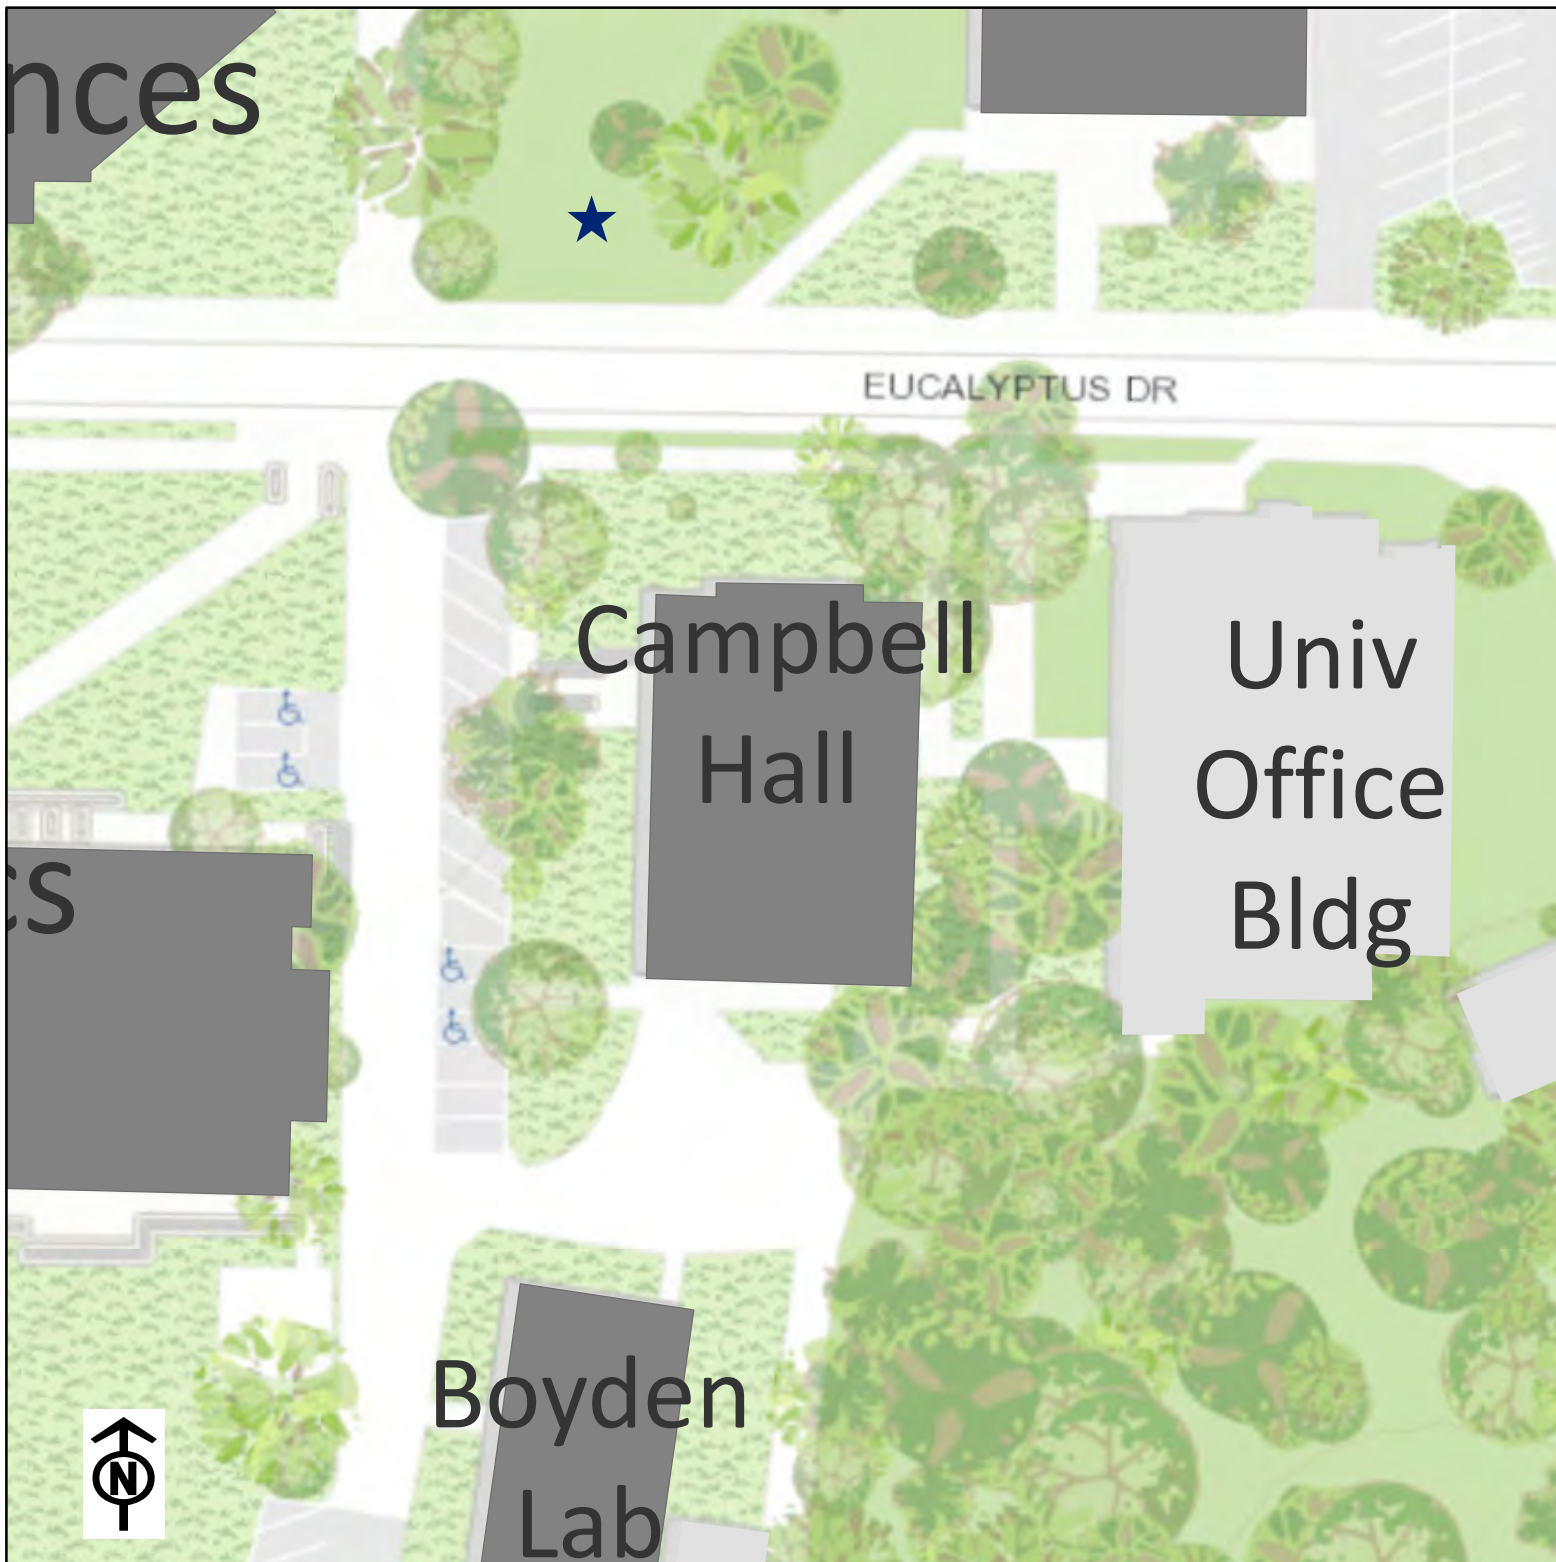 nces
EUCALYPTUS DR
Campbell
Hall
Univ
Office
Bldg
cs
Boyden
Lab
N